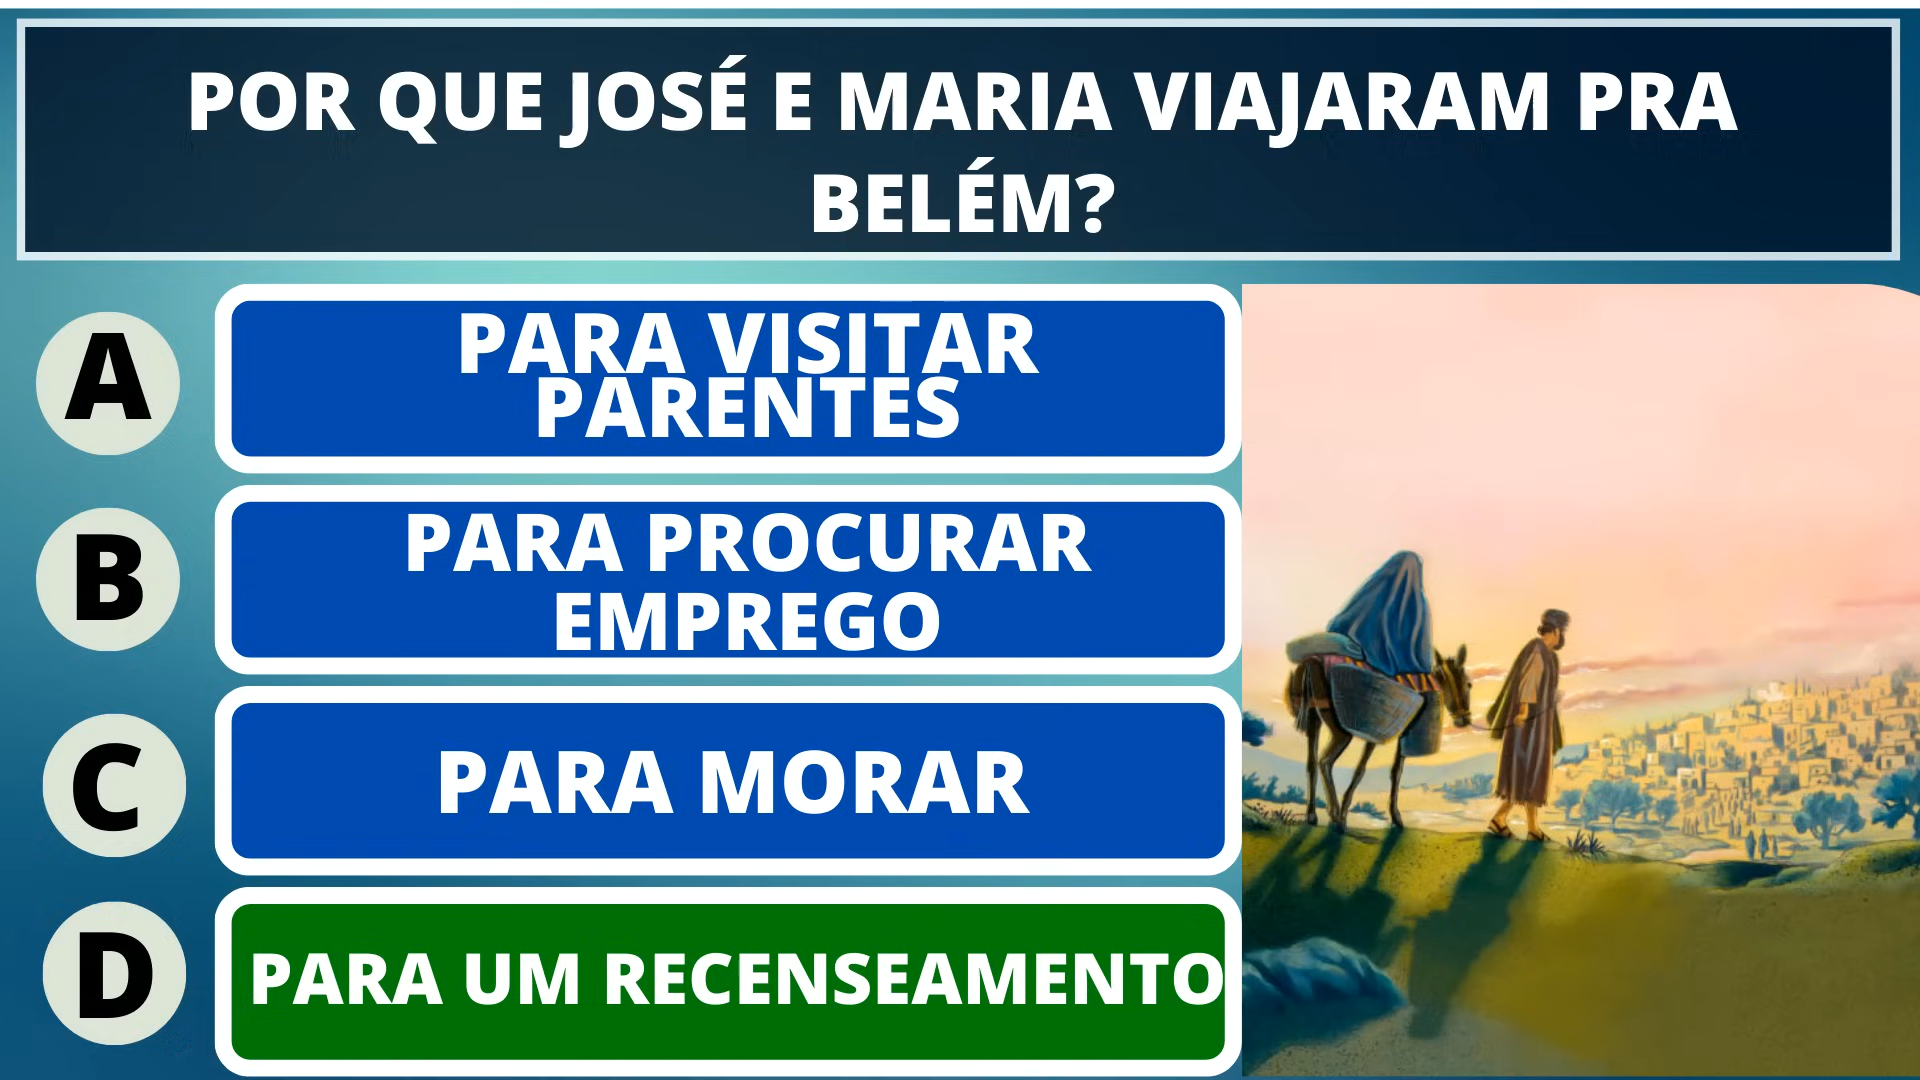 POR QUE JOSÉ E MARIA VIAJARAM PRA
BELÉM?
A
PARA VISITAR
PARENTES
B
PARA PROCURAR
EMPREGO
C
PARA MORAR
D
PARA UM RECENSEAMENTO